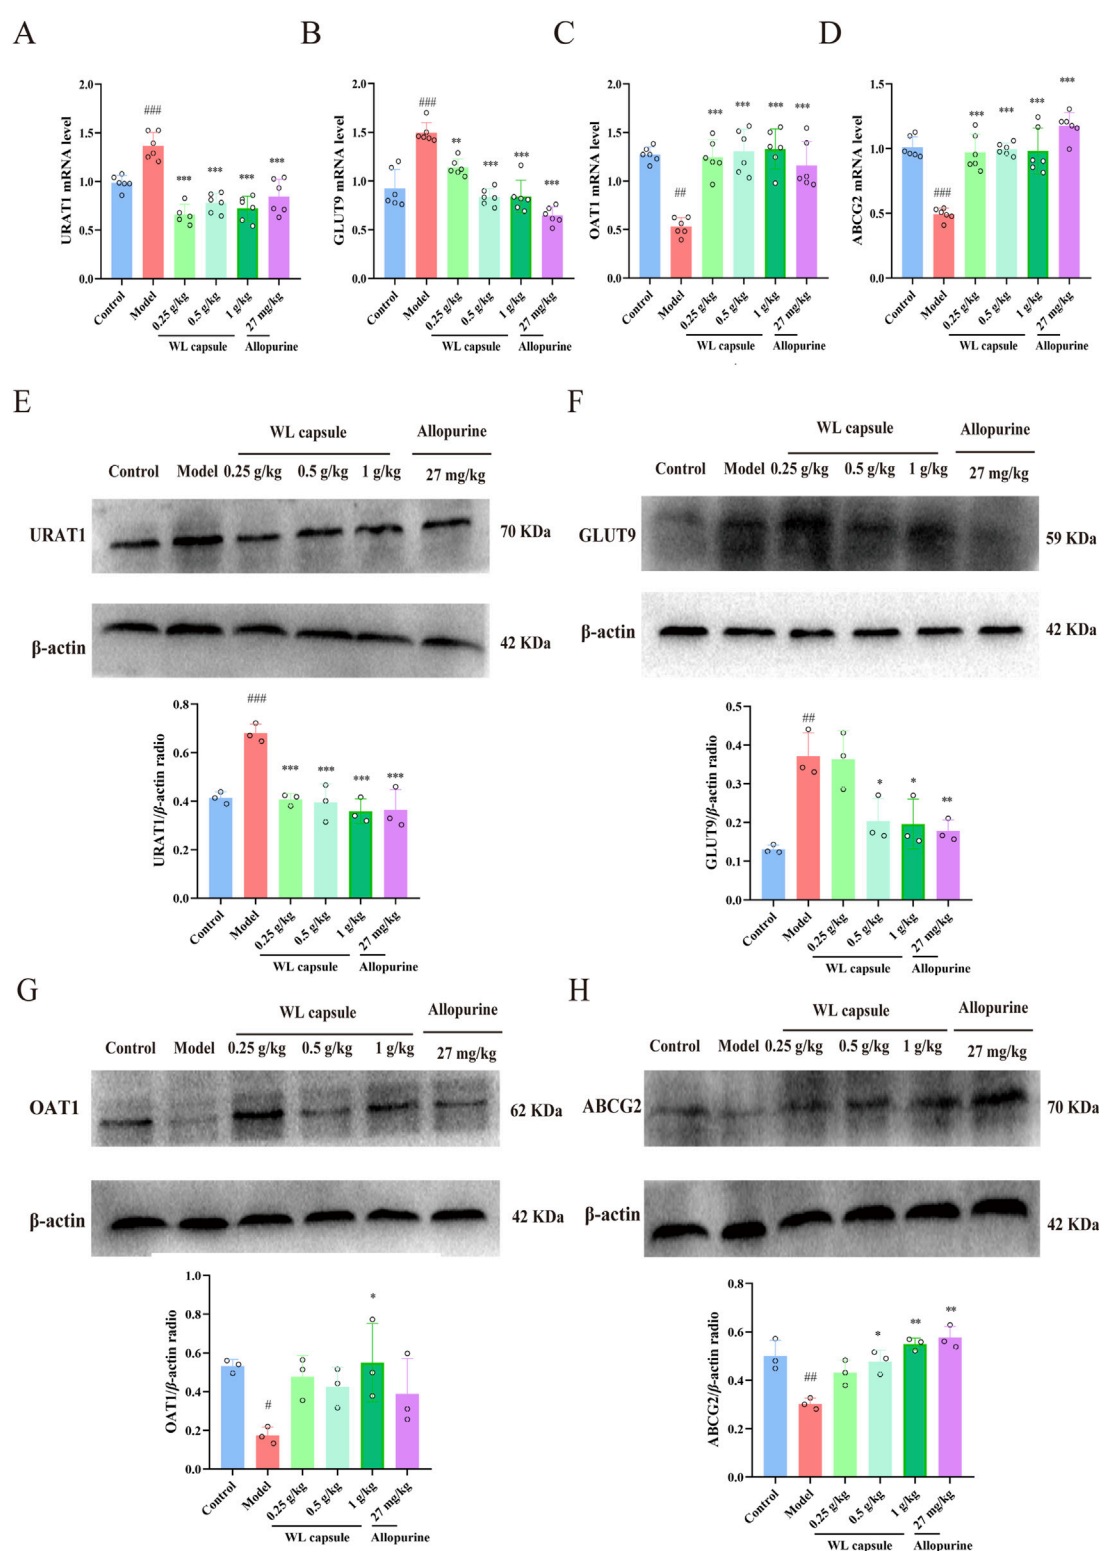 A
B
C
D
URAT1 mRNA level
2.0
1.5
1.0
0.5
0.0
###
***
***
***
***
Control
Model
0.25 g/kg
0.5 g/kg
1 g/kg
27 mg/kg
WL capsule
Allopurine
GLUT9 mRNA level
2.0
1.5
1.0
0.5
0.0
###
**
***
***
***
Control
Model
0.25 g/kg
0.5 g/kg
1 g/kg
27 mg/kg
WL capsule
Allopurine
OAT1 mRNA level
2.0
1.5
1.0
0.5
0.0
##
***
***
***
***
Control
Model
0.25 g/kg
0.5 g/kg
1 g/kg
27 mg/kg
WL capsule
Allopurine
ABCG2 mRNA level
1.5
1.0
0.5
0.0
###
***
***
***
***
Control
Model
0.25 g/kg
0.5 g/kg
1 g/kg
27 mg/kg
WL capsule
Allopurine
E
WL capsule
Allopurine
Control Model 0.25 g/kg 0.5 g/kg 1 g/kg 27 mg/kg
URAT1
70 KDa
β-actin
42 KDa
URAT1/β-actin radio
0.8
0.6
0.4
0.2
0.0
###
***
***
***
***
Control
Model
0.25 g/kg
0.5 g/kg
1 g/kg
27 mg/kg
WL capsule
Allopurine
F
WL capsule
Allopurine
Control Model 0.25 g/kg 0.5 g/kg 1 g/kg 27 mg/kg
GLUT9
59 KDa
β-actin
42 KDa
GLUT9/β-actin radio
0.5
0.4
0.3
0.2
0.1
0.0
##
*
*
**
Control
Model
0.25 g/kg
0.5 g/kg
1 g/kg
27 mg/kg
WL capsule
Allopurine
G
WL capsule
Allopurine
Control Model 0.25 g/kg 0.5 g/kg 1 g/kg 27 mg/kg
OAT1
62 KDa
β-actin
42 KDa
OAT1/β-actin radio
1.0
0.8
0.6
0.4
0.2
0.0
#
*
Control
Model
0.25 g/kg
0.5 g/kg
1 g/kg
27 mg/kg
WL capsule
Allopurine
H
WL capsule
Allopurine
Control Model 0.25 g/kg 0.5 g/kg 1 g/kg 27 mg/kg
ABCG2
70 KDa
β-actin
42 KDa
ABCG2/β-actin radio
0.8
0.6
0.4
0.2
0.0
##
*
**
**
Control
Model
0.25 g/kg
0.5 g/kg
1 g/kg
27 mg/kg
WL capsule
Allopurine